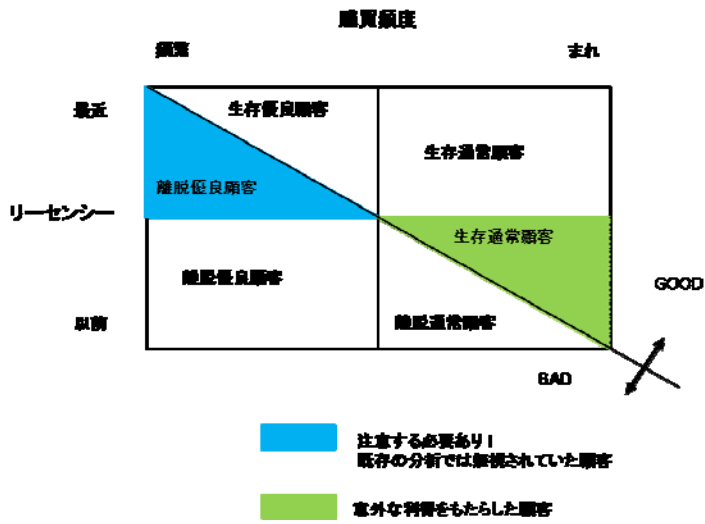 購買頻度
頻繁
まれ
最近
生存優良顧客
生存通常顧客
離脱優良顧客
リーセンシー
生存通常顧客
離脱優良顧客
GOOD
以前
離脱通常顧客
BAD
注意する必要あり!
既存の分析では無視されていた顧客
意外な利得をもたらした顧客